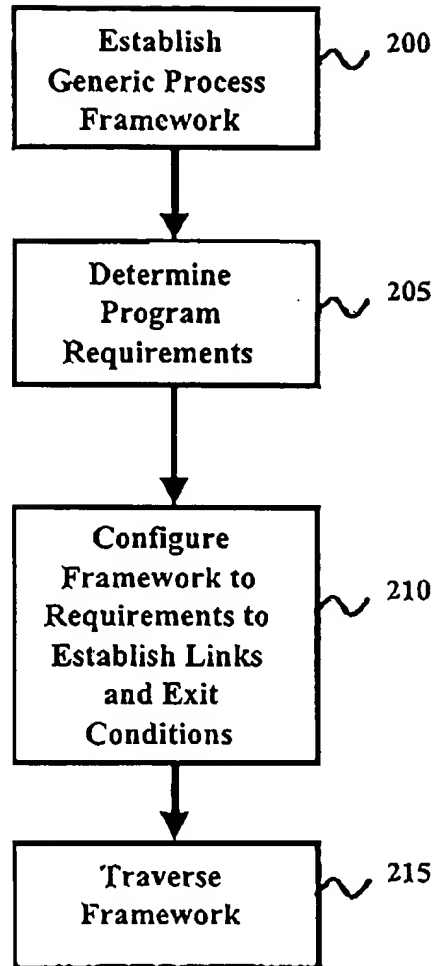 Establish
Generic Process
Framework
200
Determine
Program
Requirements
205
Configure
Framework to
Requirements to
Establish Links
and Exit
Conditions
210
Traverse
Framework
215